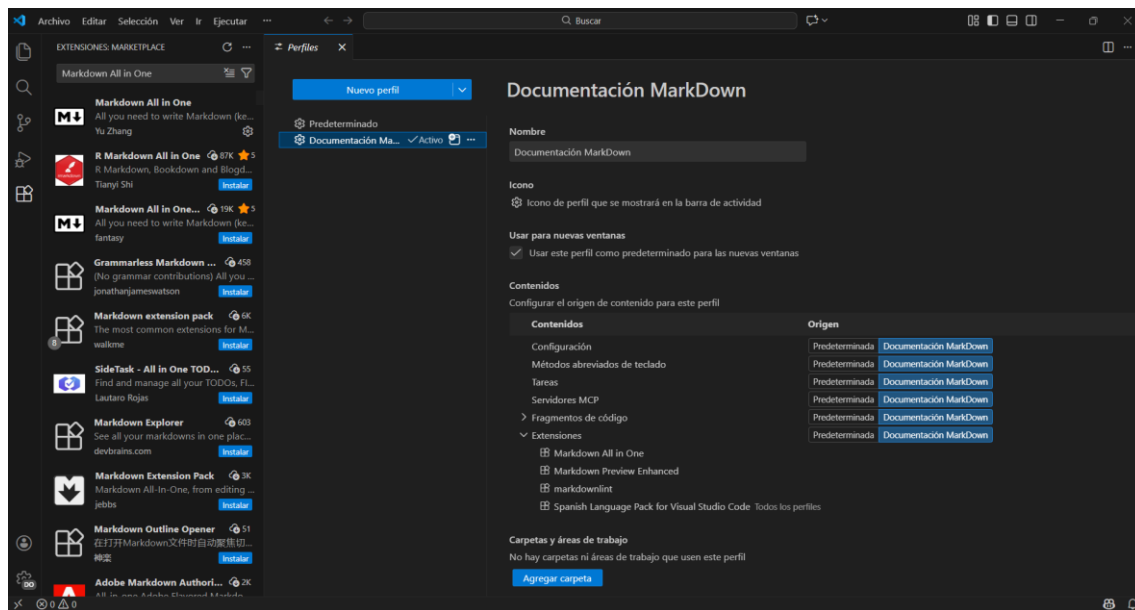 Archivo Editar Selección Ver Ir Ejecutar ... Buscar
EXTENSIONES: MARKETPLACE ...
Markdown All in One
Markdown All in One
All you need to write Markdown (ke...
Yu Zhang
R Markdown All in One 87K 5
R Markdown, Bookdown and Blogd...
Tianyi Shi Instalar
Markdown All in One... 19K 5
All you need to write Markdown (ke...
fantasy Instalar
Grammarless Markdown ... 458
(No grammar contributions) All you ...
jonathanjameswatson Instalar
Markdown extension pack 6K
The most common extensions for M...
8 walkme Instalar
SideTask - All in One TOD... 55
Find and manage all your TODOs, FI...
Lautaro Rojas Instalar
Markdown Explorer 603
See all your markdowns in one plac...
devbrains.com Instalar
Markdown Extension Pack 3K
Markdown All-In-One, from editing ...
jebbs Instalar
Markdown Outline Opener 51
在打开Markdown文件时自动聚焦切...
神楽 Instalar
Adobe Markdown Authori... 2K
All-in-one Adobe Flavored Markdo...
DO
0 0
Perfiles
Nuevo perfil
Predeterminado
Documentación Ma... Activo ...
Documentación MarkDown
Nombre
Documentación MarkDown
Icono
Icono de perfil que se mostrará en la barra de actividad
Usar para nuevas ventanas
Usar este perfil como predeterminado para las nuevas ventanas
Contenidos
Configurar el origen de contenido para este perfil
Contenidos Origen
Configuración Predeterminada Documentación MarkDown
Métodos abreviados de teclado Predeterminada Documentación MarkDown
Tareas Predeterminada Documentación MarkDown
Servidores MCP Predeterminada Documentación MarkDown
Fragmentos de código Predeterminada Documentación MarkDown
Extensiones Predeterminada Documentación MarkDown
Markdown All in One
Markdown Preview Enhanced
markdownlint
Spanish Language Pack for Visual Studio Code Todos los perfiles
Carpetas y áreas de trabajo
No hay carpetas ni áreas de trabajo que usen este perfil
Agregar carpeta